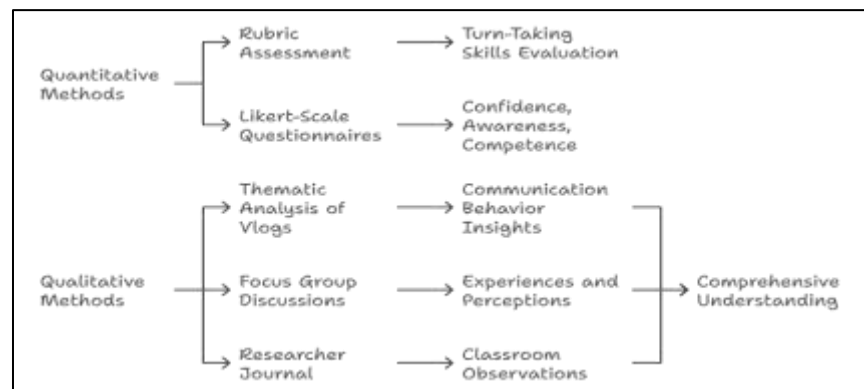 Rubric
Assessment
Turn-Taking
Skills Evaluation
Quantitative
Methods
Likert-Scale
Questionnaires
Confidence,
Awareness,
Competence
Thematic
Analysis of
Vlogs
Communication
Behavior
Insights
Qualitative
Methods
Focus Group
Discussions
Experiences and
Perceptions
Comprehensive
Understanding
Researcher
Journal
Classroom
Observations